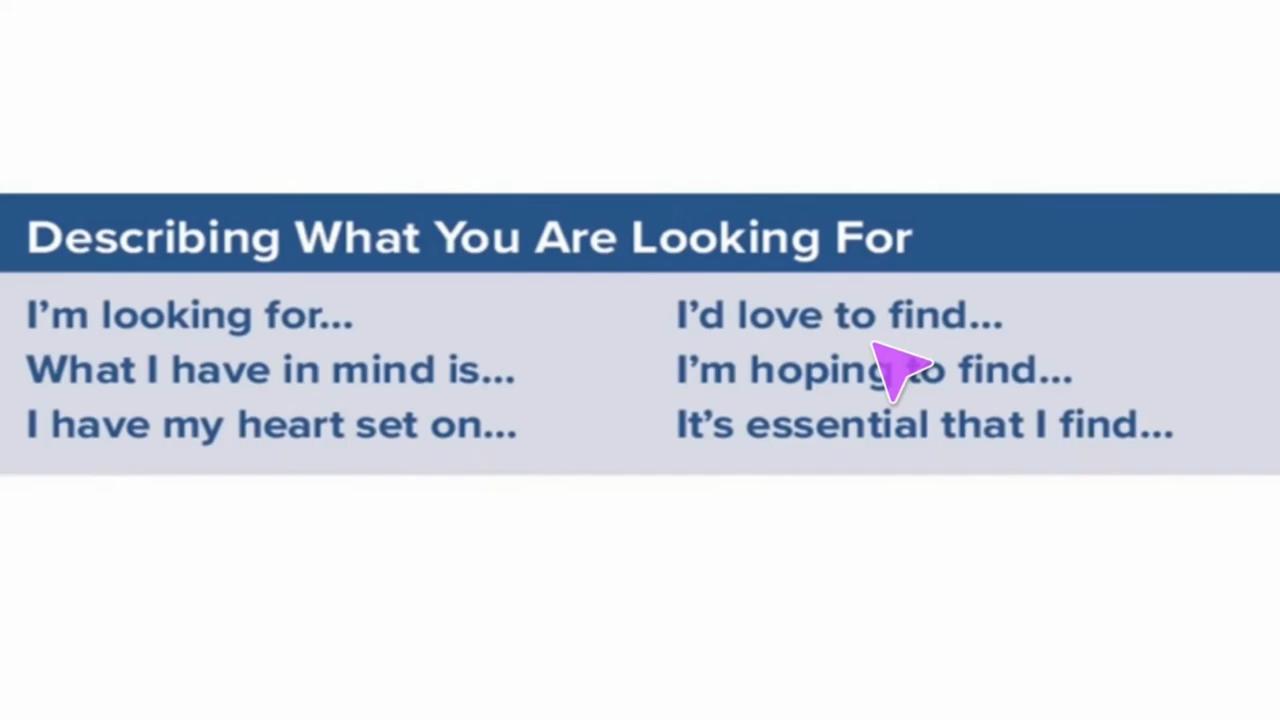 Describing What You Are Looking For
I'm looking for...
What I have in mind is...
I have my heart set on...
I'd love to find...
I'm hoping to find...
It's essential that I find...